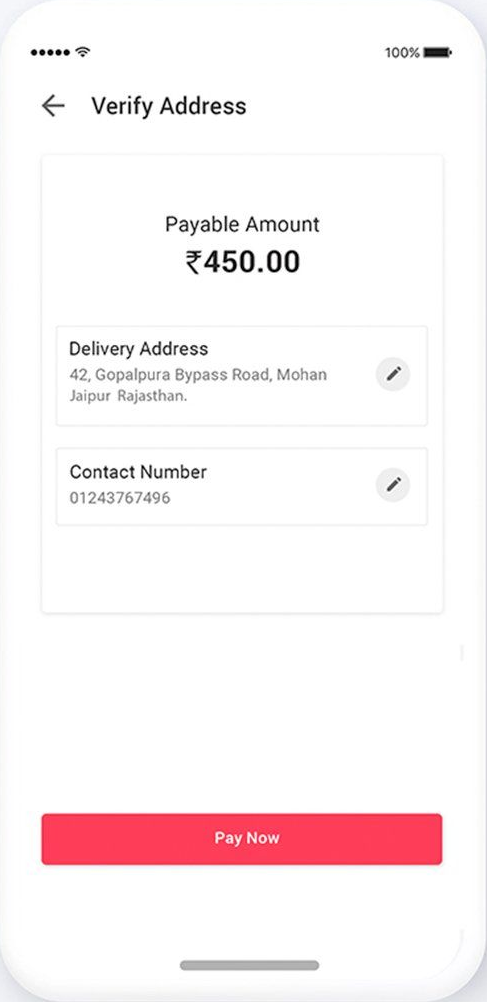 100%
Verify Address
Payable Amount
₹450.00
Delivery Address
42, Gopalpura Bypass Road, Mohan
Jaipur Rajasthan.
Contact Number
01243767496
Pay Now